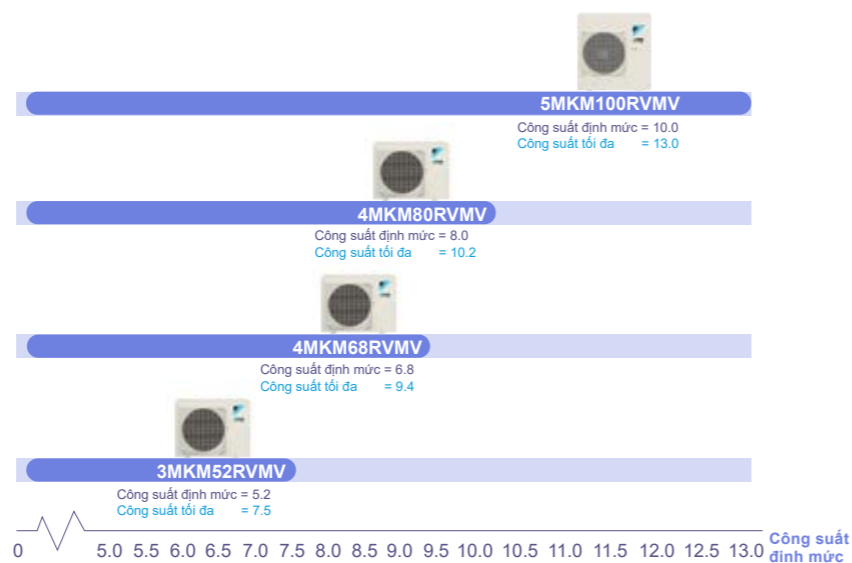 5MKM100RVMV
Công suất định mức = 10.0
Công suất tối đa = 13.0
4MKM80RVMV
Công suất định mức = 8.0
Công suất tối đa = 10.2
4MKM68RVMV
Công suất định mức = 6.8
Công suất tối đa = 9.4
3MKM52RVMV
Công suất định mức = 5.2
Công suất tối đa = 7.5
0 5.0 5.5 6.0 6.5 7.0 7.5 8.0 8.5 9.0 9.5 10.0 10.5 11.0 11.5 12.0 12.5 13.0
Công suất
định mức